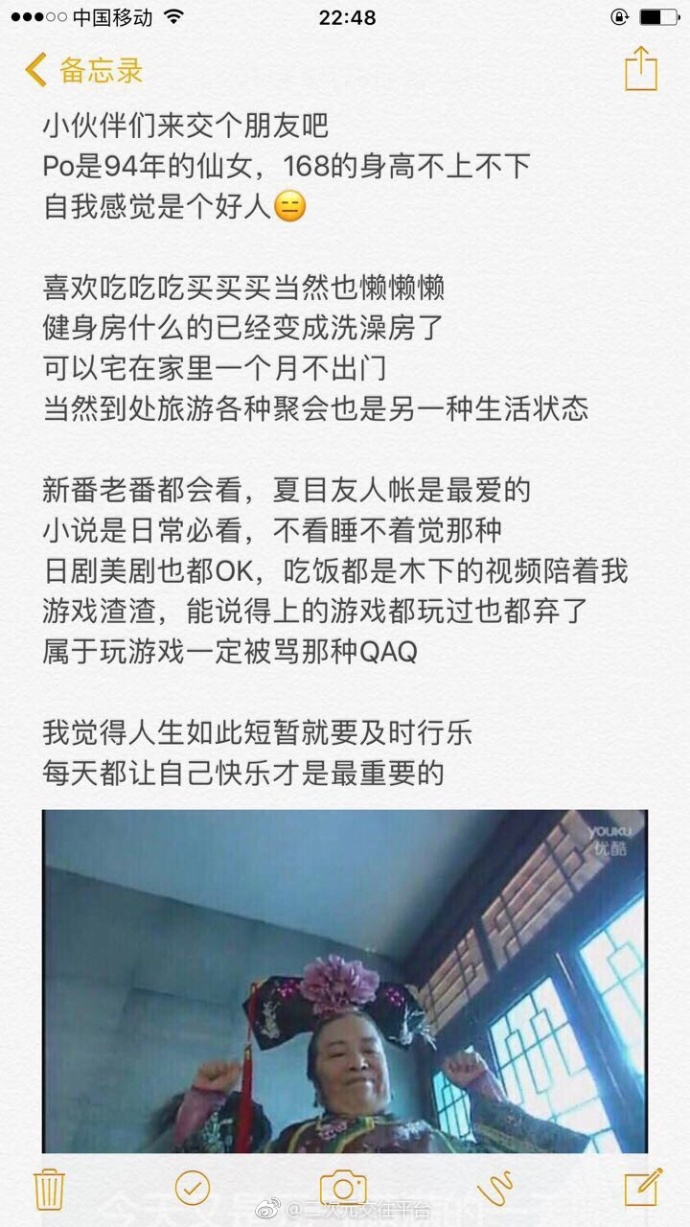 中国移动
22:48
备忘录
小伙伴们来交个朋友吧
Po是94年的仙女，168的身高不上不下
自我感觉是个好人😑
喜欢吃吃吃买买买当然也懒懒懒
健身房什么的已经变成洗澡房了
可以宅在家里一个月不出门
当然到处旅游各种聚会也是另一种生活状态
新番老番都会看，夏目友人帐是最爱的
小说是日常必看，不看睡不着觉那种
日剧美剧也都OK，吃饭都是木下的视频陪着我
游戏渣渣，能说得上的游戏都玩过也都弃了
属于玩游戏一定被骂那种QAQ
我觉得人生如此短暂就要及时行乐
每天都让自己快乐才是最重要的
YOUKU
优酷
@二次元交往平台